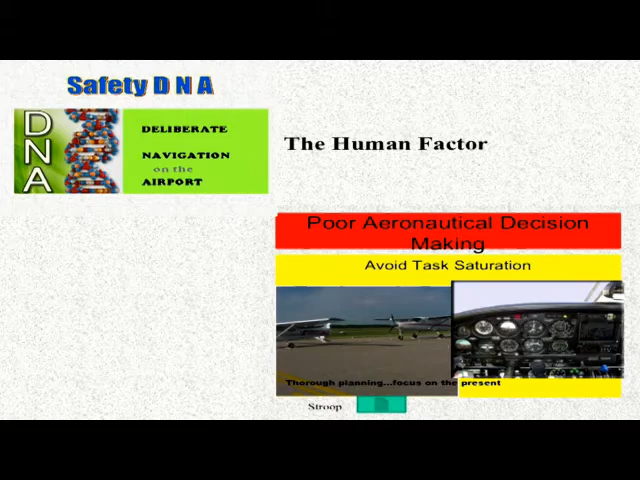 Safety D N A
DNA
DELIBERATE
NAVIGATION
on the
AIRPORT
The Human Factor
Poor Aeronautical Decision
Making
Avoid Task Saturation
Thorough planning...focus on the present
Stroop